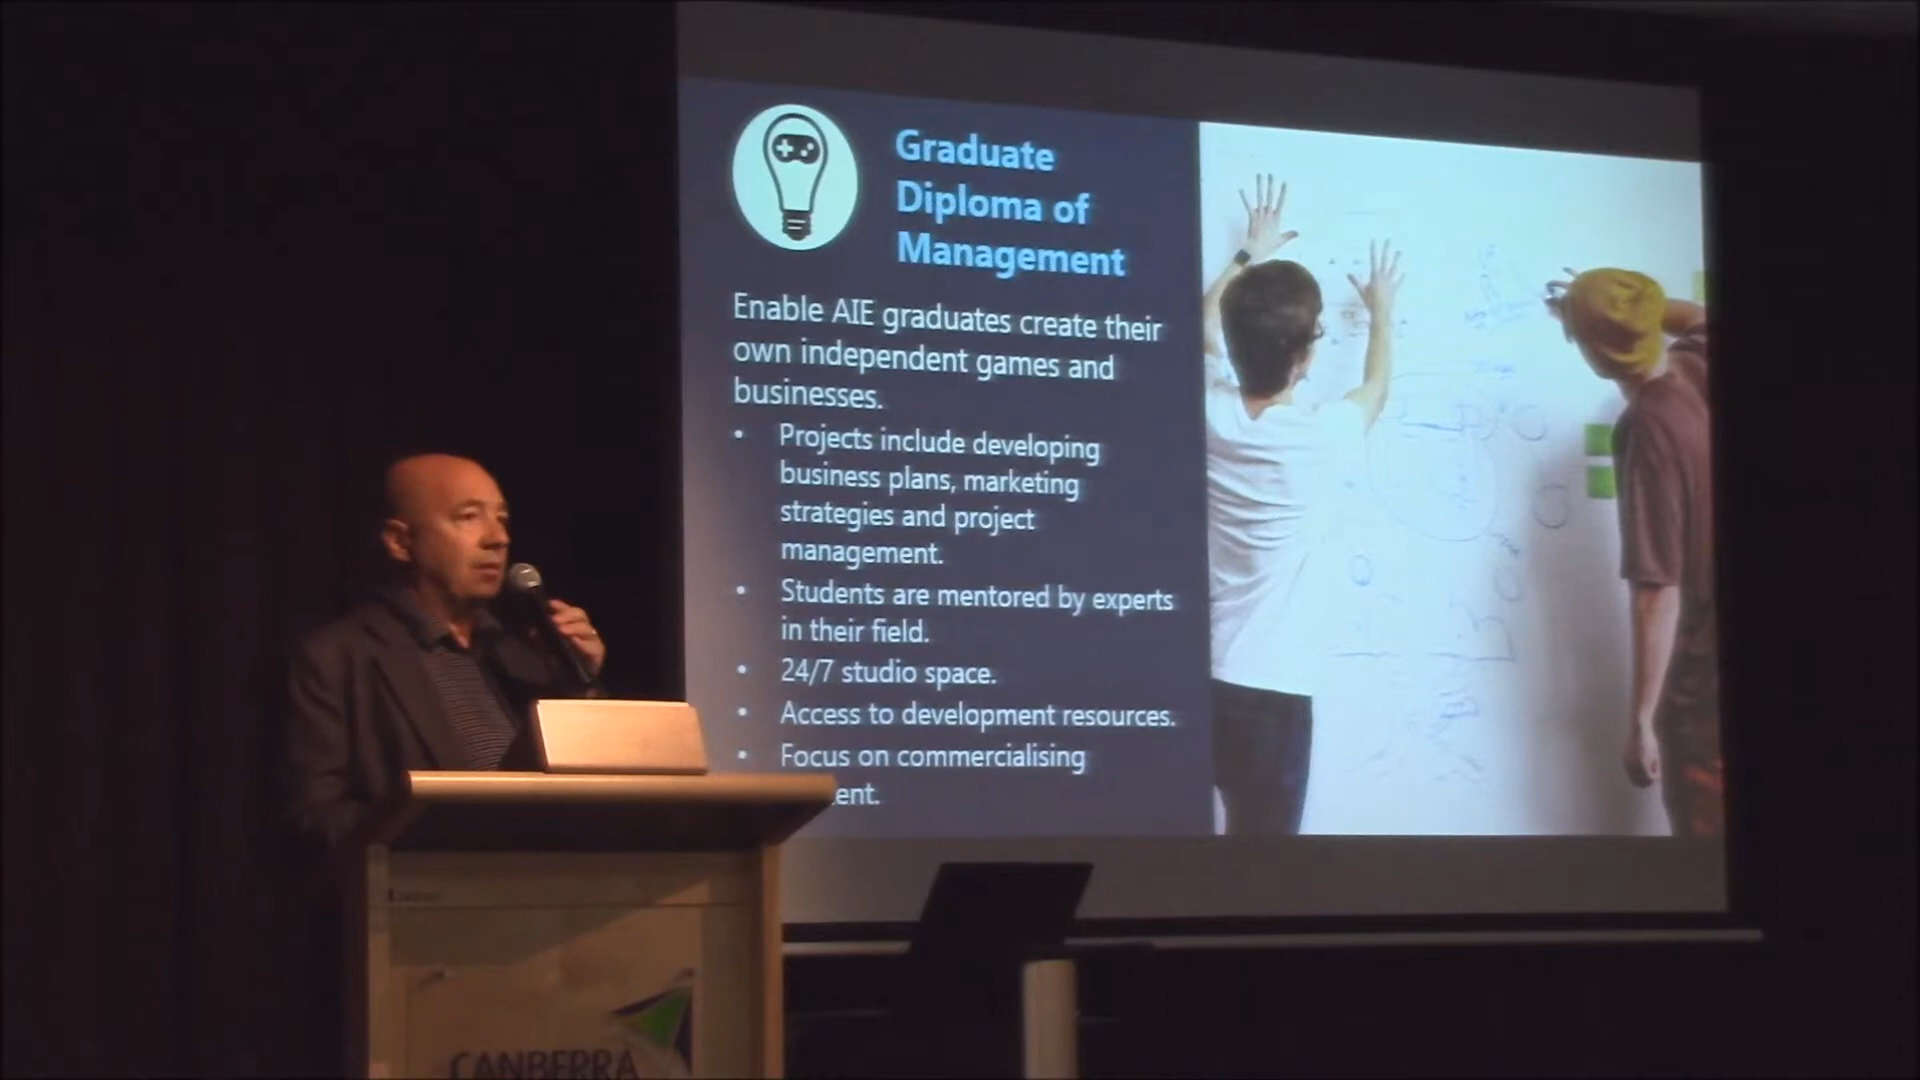 Graduate
Diploma of
Management
Enable AIE graduates create their
own independent games and
businesses.
• Projects include developing
business plans, marketing
strategies and project
management.
• Students are mentored by experts
in their field.
• 24/7 studio space.
• Access to development resources.
• Focus on commercialising
CANBERRA